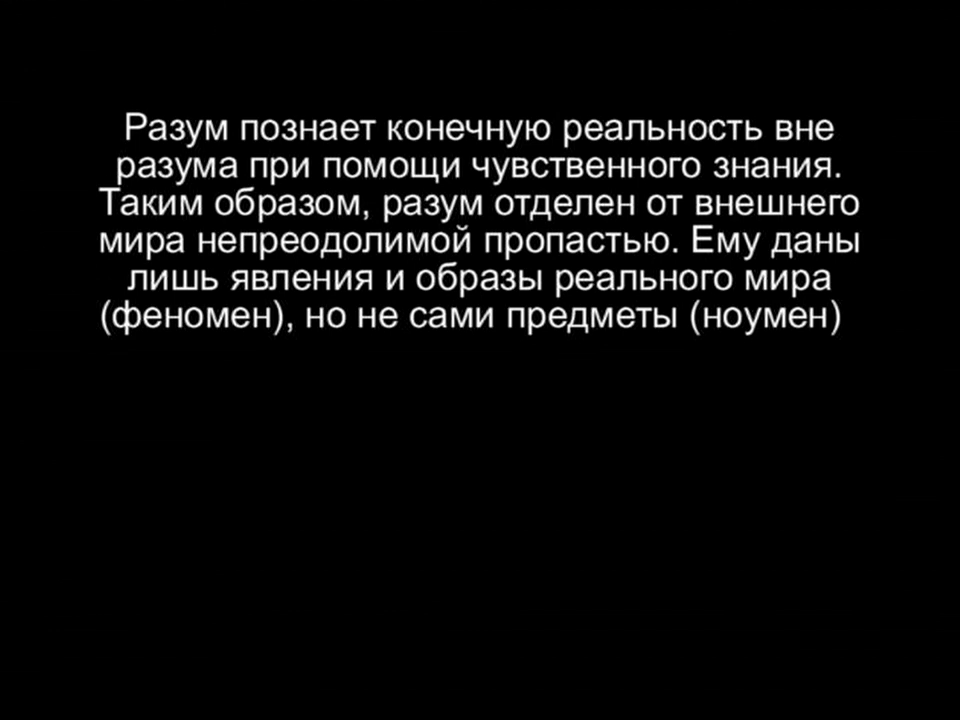 Разум познает конечную реальность вне
разума при помощи чувственного знания.
Таким образом, разум отделен от внешнего
мира непреодолимой пропастью. Ему даны
лишь явления и образы реального мира
(феномен), но не сами предметы (ноумен)